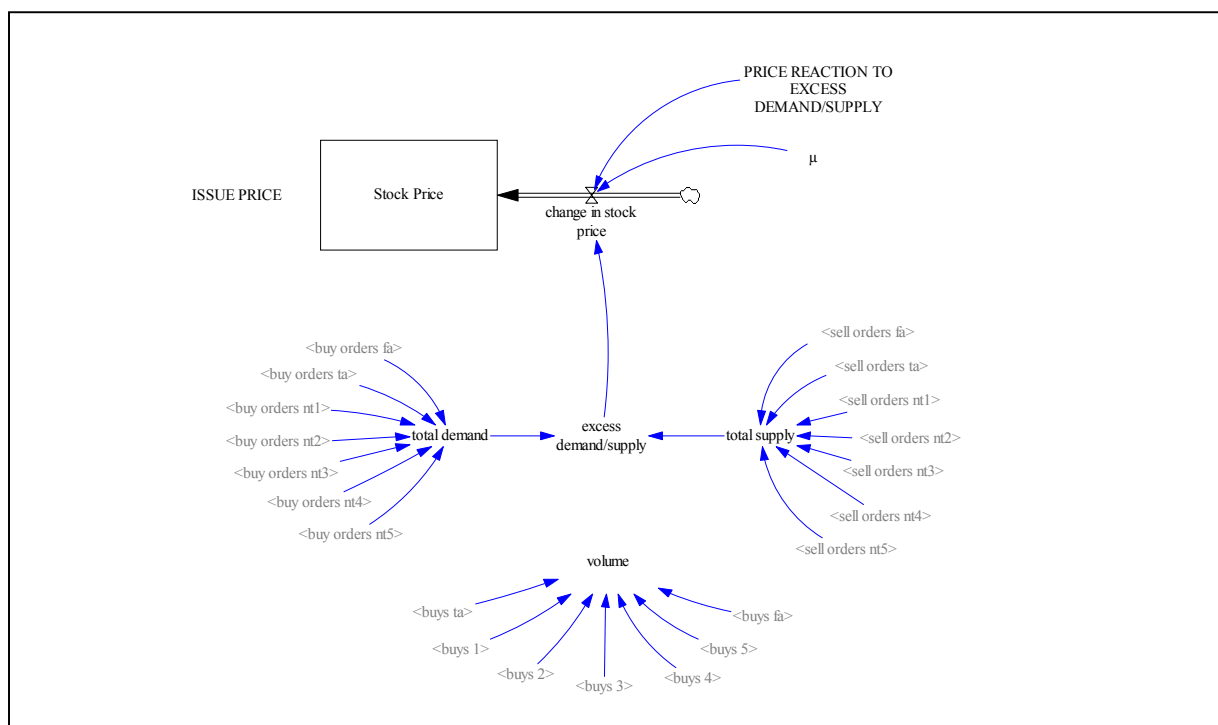 PRICE REACTION TO
EXCESS
DEMAND/SUPPLY
μ
ISSUE PRICE
Stock Price
change in stock
price
<buy orders fa>
<buy orders ta>
<buy orders nt1>
<buy orders nt2>
<buy orders nt3>
<buy orders nt4>
<buy orders nt5>
total demand
excess
demand/supply
total supply
<sell orders fa>
<sell orders ta>
<sell orders nt1>
<sell orders nt2>
<sell orders nt3>
<sell orders nt4>
<sell orders nt5>
volume
<buys ta>
<buys 1>
<buys 2>
<buys 3>
<buys 4>
<buys 5>
<buys fa>